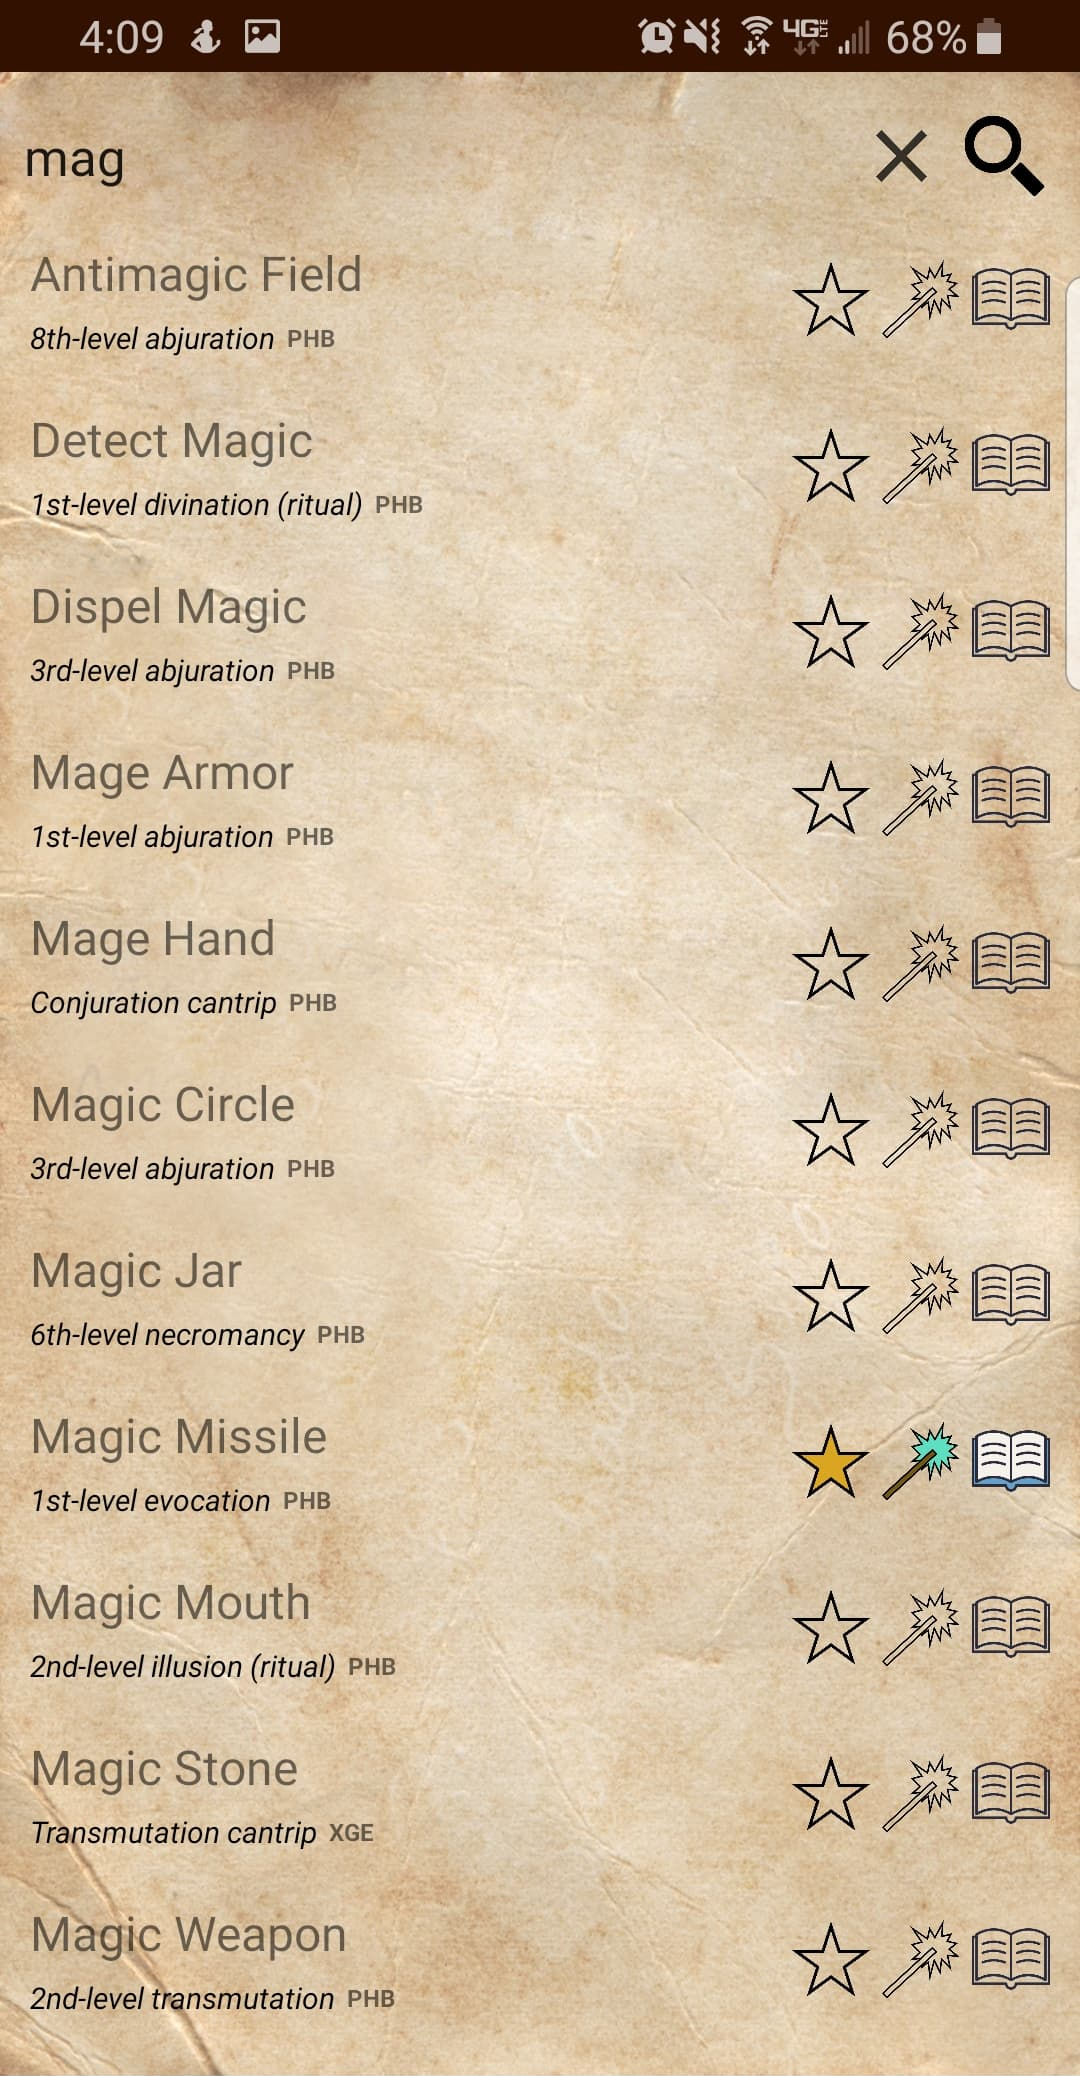 4:09 4G LTE 68%
mag
Antimagic Field
8th-level abjuration PHB
Detect Magic
1st-level divination (ritual) PHB
Dispel Magic
3rd-level abjuration PHB
Mage Armor
1st-level abjuration PHB
Mage Hand
Conjuration cantrip PHB
Magic Circle
3rd-level abjuration PHB
Magic Jar
6th-level necromancy PHB
Magic Missile
1st-level evocation PHB
Magic Mouth
2nd-level illusion (ritual) PHB
Magic Stone
Transmutation cantrip XGE
Magic Weapon
2nd-level transmutation PHB